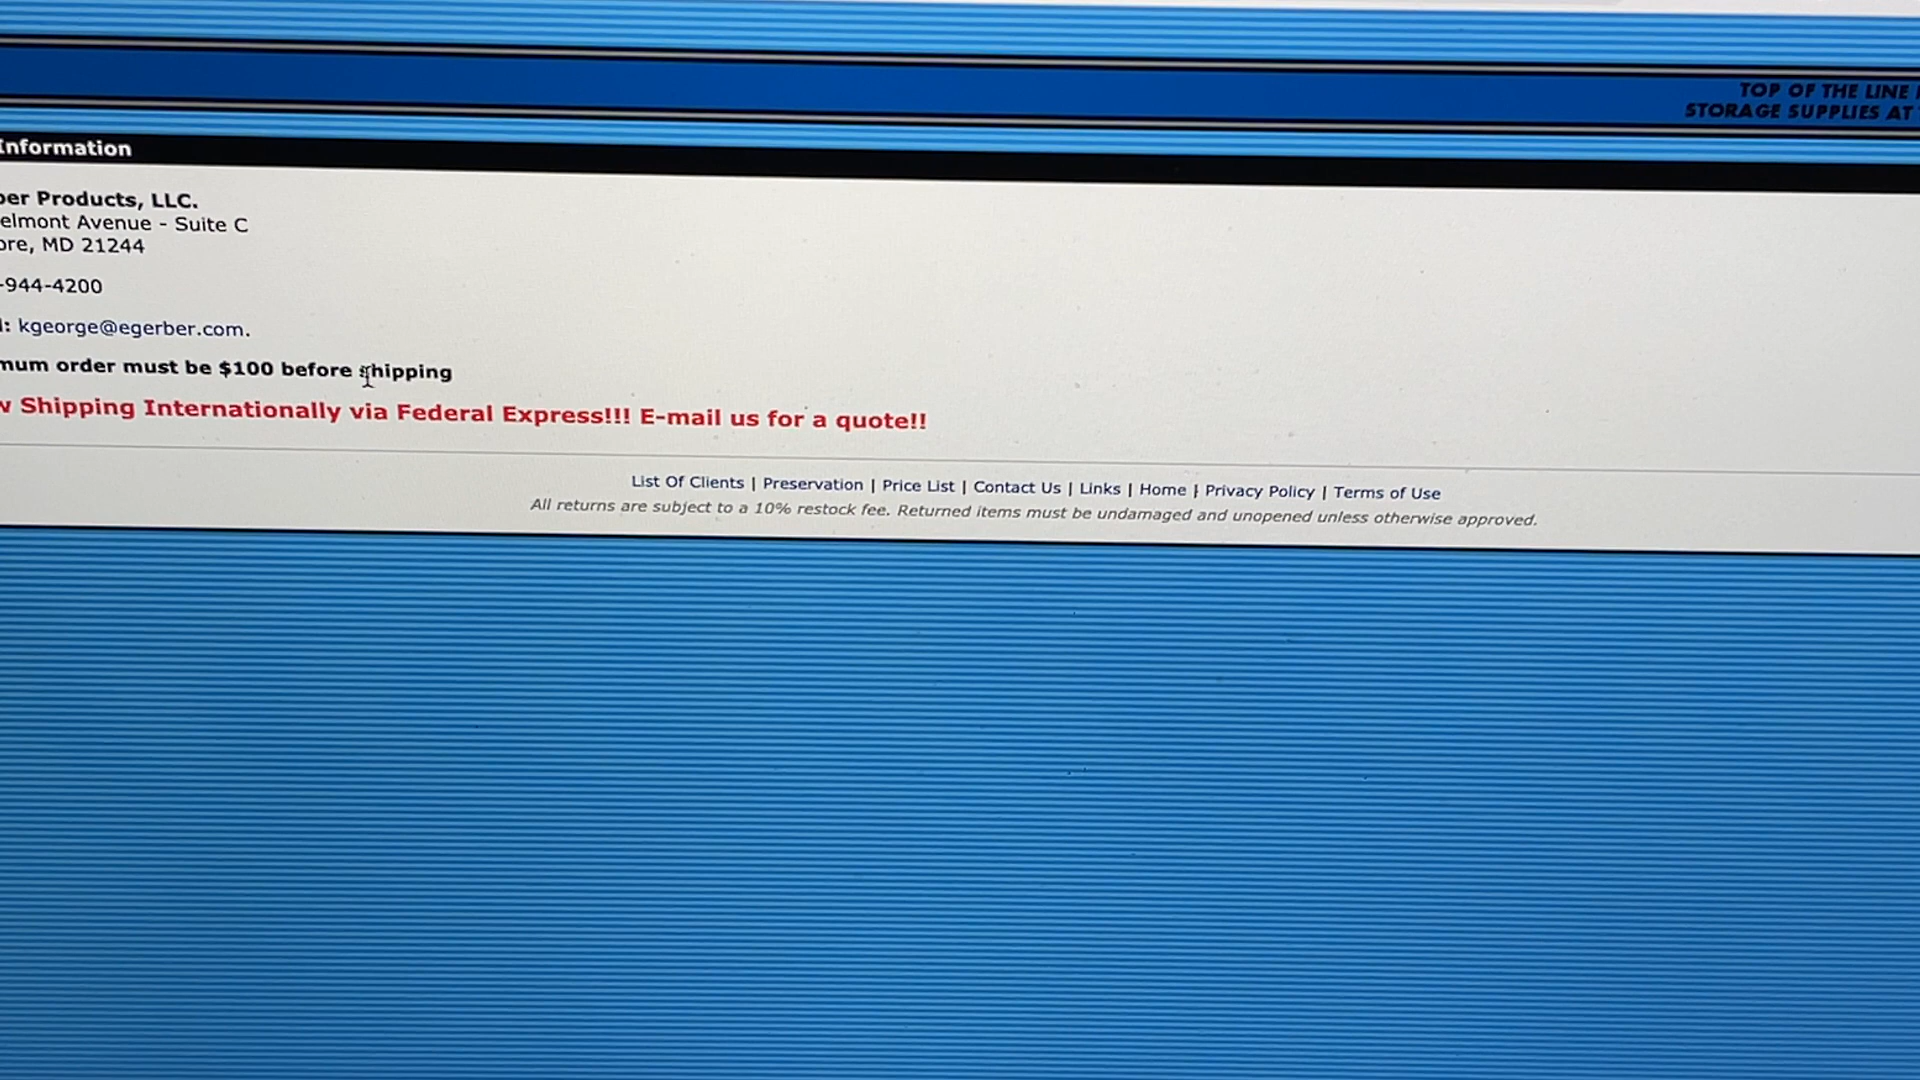 TOP OF THE LINE
STORAGE SUPPLIES AT
Information
ber Products, LLC.
elmont Avenue - Suite C
ore, MD 21244
-944-4200
l: kgeorge@egerber.com.
mum order must be $100 before shipping
w Shipping Internationally via Federal Express!!! E-mail us for a quote!!
List Of Clients | Preservation | Price List | Contact Us | Links | Home | Privacy Policy | Terms of Use
All returns are subject to a 10% restock fee. Returned items must be undamaged and unopened unless otherwise approved.